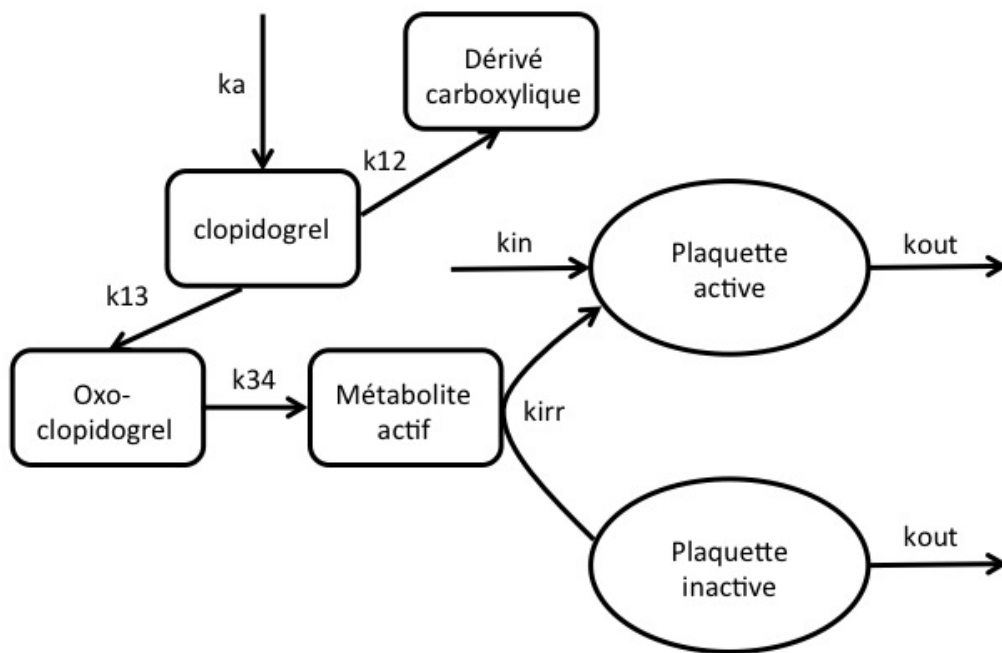 ka
Dérivé
carboxylique
k12
clopidogrel
k13
Oxo-
clopidogrel
k34
Métabolite
actif
kirr
kin
Plaquette
active
kout
Plaquette
inactive
kout